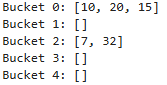 Bucket 0: [10, 20, 15]
Bucket 1: []
Bucket 2: [7, 32]
Bucket 3: []
Bucket 4: []